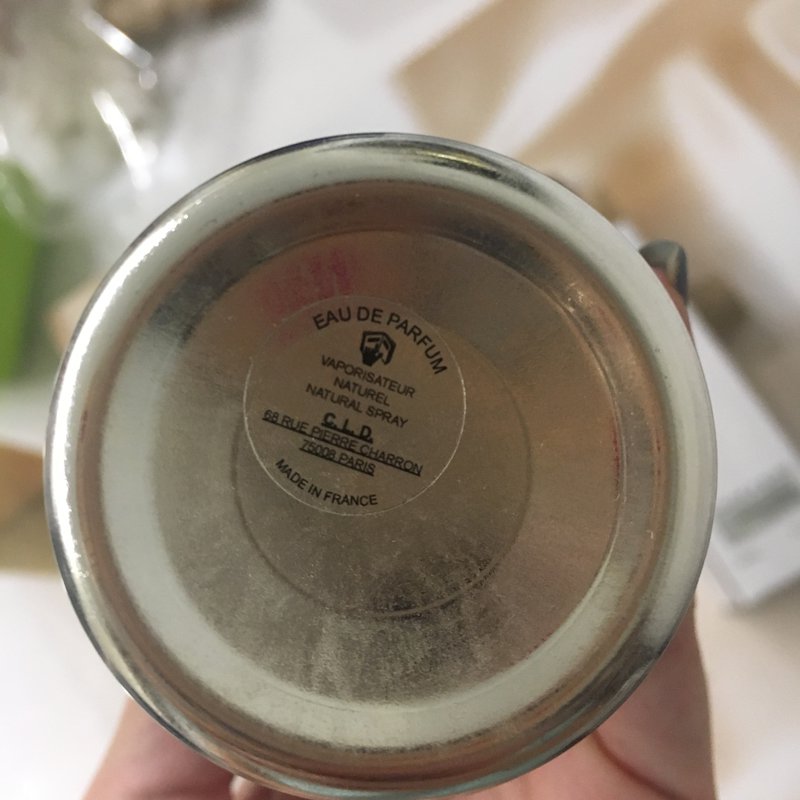 EAU DE PARFUM
VAPORISATEUR
NATUREL
NATURAL SPRAY
C.L.D.
68 RUE PIERRE CHARRON
75008 PARIS
MADE IN FRANCE